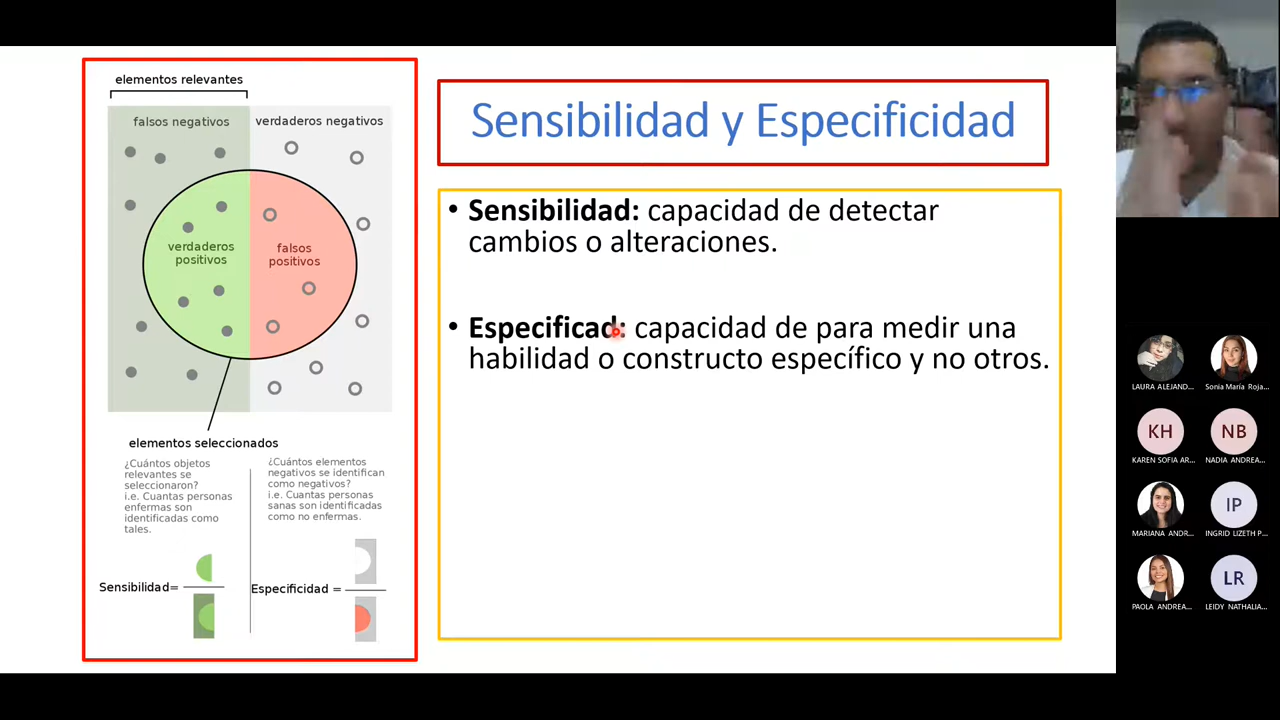 elementos relevantes
falsos negativos
verdaderos negativos
verdaderos
positivos
falsos
positivos
elementos seleccionados
¿Cuántos objetos
relevantes se
seleccionaron?
i.e. Cuantas personas
enfermas son
identificadas como
tales.
¿Cuántos elementos
negativos se identifican
como negativos?
i.e. Cuantas personas
sanas son identificadas
como no enfermas.
Sensibilidad=
Especificidad =
Sensibilidad y Especificidad
• Sensibilidad: capacidad de detectar
cambios o alteraciones.
• Especificad: capacidad de para medir una
habilidad o constructo específico y no otros.
LAURA ALEJAND...
Sonia María Roja...
KH
KAREN SOFIA AR...
NB
NADIA ANDREA...
MARIANA ANDR...
IP
INGRID LIZETH P...
PAOLA ANDREA...
LR
LEIDY NATHALIA...